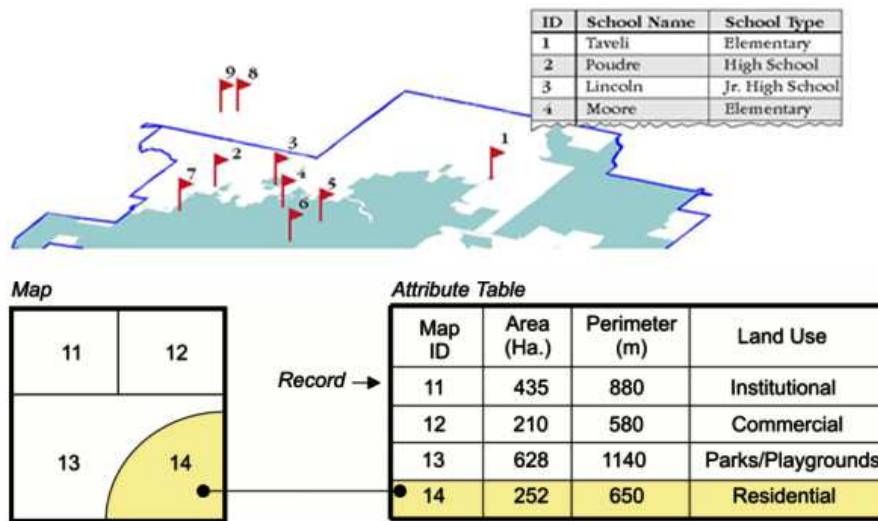 ID School Name School Type
1 Taveli Elementary
2 Poudre High School
3 Lincoln Jr. High School
4 Moore Elementary
9 8
1
3
2
4
7
5
6
Map
11 12
13 14
Attribute Table
Map ID Area (Ha.) Perimeter (m) Land Use
Record
11 435 880 Institutional
12 210 580 Commercial
13 628 1140 Parks/Playgrounds
14 252 650 Residential